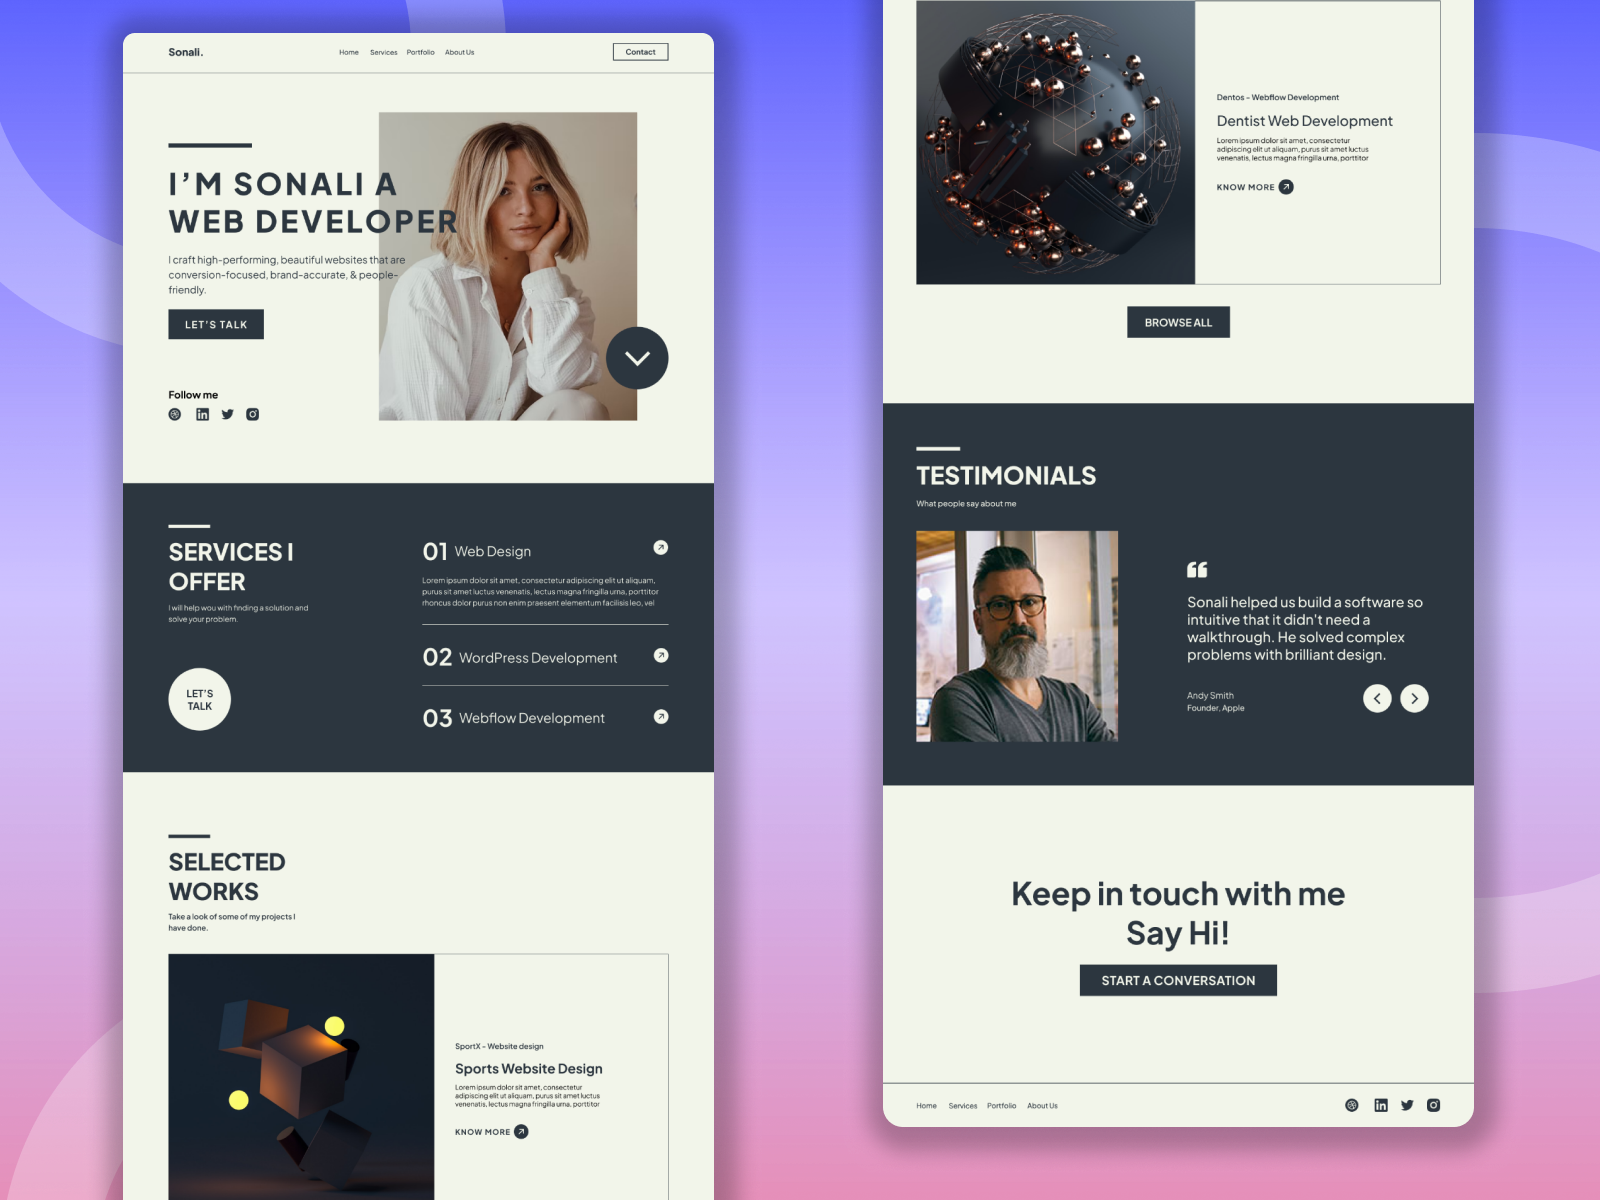 Sonali.
Home Services Portfolio About Us
Contact
I'M SONALI A
WEB DEVELOPER
I craft high-performing, beautiful websites that are
conversion-focused, brand-accurate, & people-
friendly.
LET'S TALK
Follow me
SERVICES I
OFFER
I will help wou with finding a solution and
solve your problem.
LET'S
TALK
01 Web Design
Lorem ipsum dolor sit amet, consectetur adipiscing elit ut aliquam,
purus sit amet luctus venenatis, lectus magna fringilla urna, porttitor
rhoncus dolor purus non enim praesent elementum facilisis leo, vel
02 WordPress Development
03 Webflow Development
SELECTED
WORKS
Take a look of some of my projects I
have done.
SportX - Website design
Sports Website Design
Lorem ipsum dolor sit amet, consectetur
adipiscing elit ut aliquam, purus sit amet luctus
venenatis, lectus magna fringilla urna, porttitor
KNOW MORE
Dentos - Webflow Development
Dentist Web Development
Lorem ipsum dolor sit amet, consectetur
adipiscing elit ut aliquam, purus sit amet luctus
venenatis, lectus magna fringilla urna, porttitor
KNOW MORE
BROWSE ALL
TESTIMONIALS
What people say about me
❝
Sonali helped us build a software so
intuitive that it didn't need a
walkthrough. He solved complex
problems with brilliant design.
Andy Smith
Founder, Apple
Keep in touch with me
Say Hi!
START A CONVERSATION
Home Services Portfolio About Us